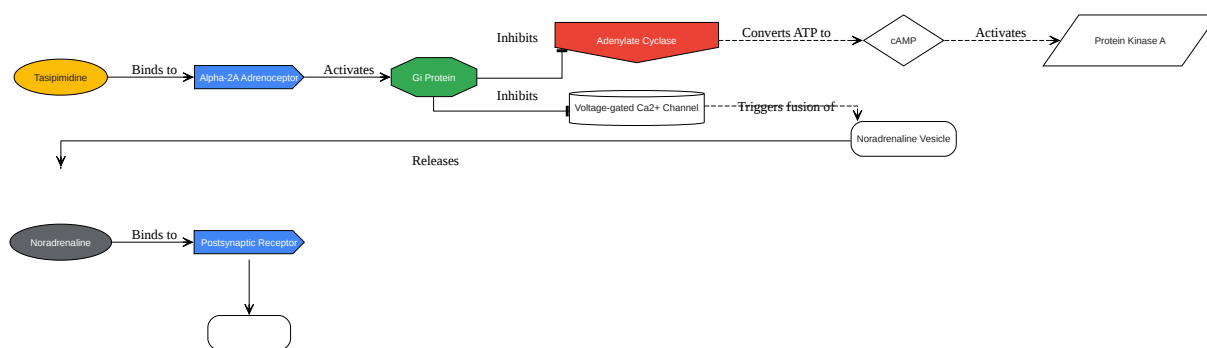 Inhibits
Adenylate Cyclase
Converts ATP to
cAMP
Activates
Protein Kinase A
Tasipimidine
Binds to
Alpha-2A Adrenoceptor
Activates
Gi Protein
Inhibits
Voltage-gated Ca2+ Channel
Triggers fusion of
Noradrenaline Vesicle
Releases
Noradrenaline
Binds to
Postsynaptic Receptor